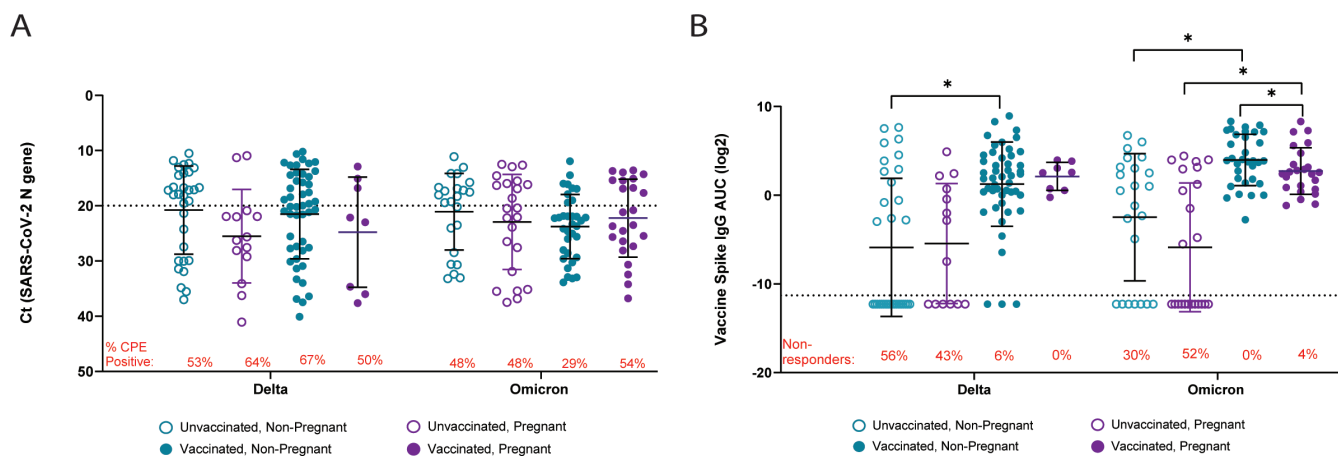 A
Ct (SARS-CoV-2 N gene)
0
10
20
30
40
50
% CPE
Positive:
53%
64%
67%
50%
48%
48%
29%
54%
Delta
Omicron
Unvaccinated, Non-Pregnant
Unvaccinated, Pregnant
Vaccinated, Non-Pregnant
Vaccinated, Pregnant
B
Vaccine Spike IgG AUC (log2)
10
0
-10
-20
*
*
*
*
Non-
responders:
56%
43%
6%
0%
30%
52%
0%
4%
Delta
Omicron
Unvaccinated, Non-Pregnant
Unvaccinated, Pregnant
Vaccinated, Non-Pregnant
Vaccinated, Pregnant